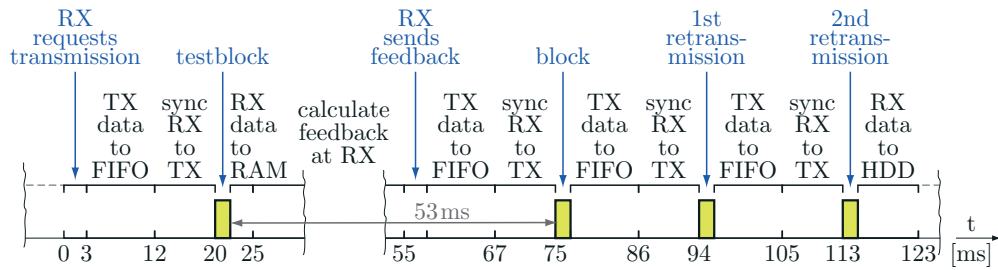 RX
requests
transmission
testblock
RX
sends
feedback
block
1st
retrans-
mission
2nd
retrans-
mission
TX
data
to
FIFO
sync
RX
to
TX
RX
data
to
RAM
calculate
feedback
at RX
TX
data
to
FIFO
sync
RX
to
TX
TX
data
to
FIFO
sync
RX
to
TX
TX
data
to
FIFO
sync
RX
to
TX
RX
data
to
HDD
53 ms
0 3 12 20 25 55 67 75 86 94 105 113 123
t
[ms]